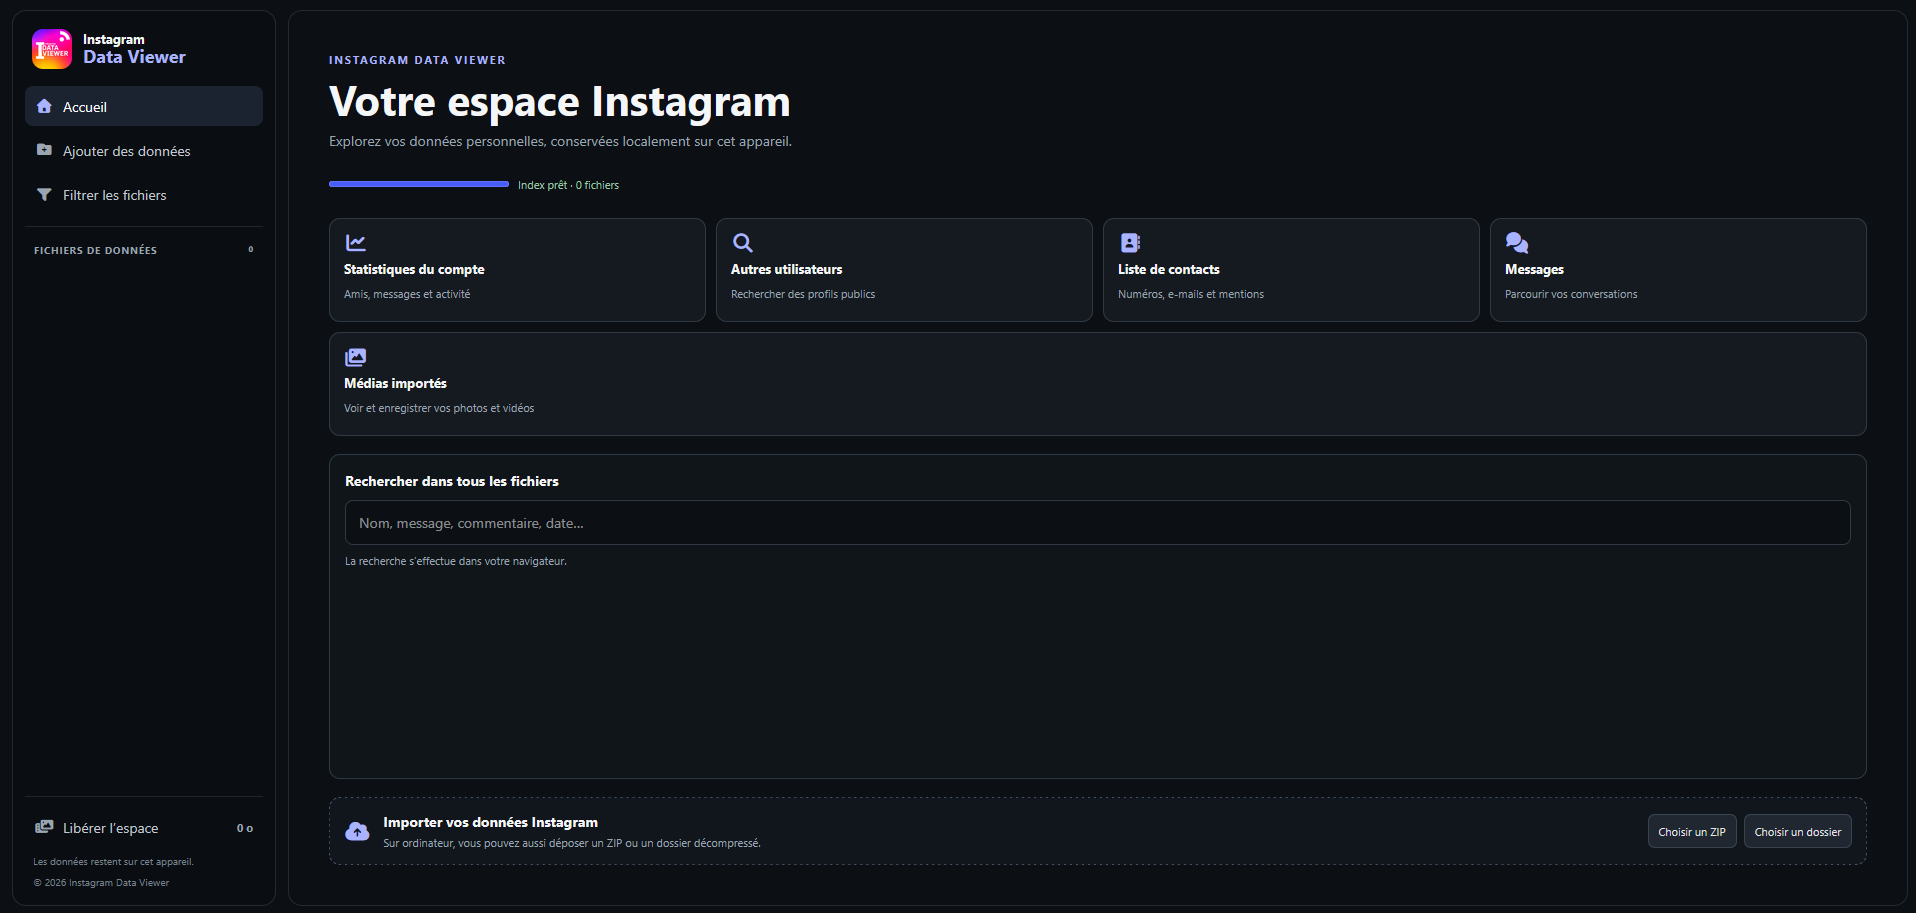 I DATA VIEWER
Instagram
Data Viewer
Accueil
Ajouter des données
Filtrer les fichiers
FICHIERS DE DONNÉES 0
Libérer l'espace 0 o
Les données restent sur cet appareil.
© 2026 Instagram Data Viewer
INSTAGRAM DATA VIEWER
Votre espace Instagram
Explorez vos données personnelles, conservées localement sur cet appareil.
Index prêt · 0 fichiers
Statistiques du compte
Amis, messages et activité
Autres utilisateurs
Rechercher des profils publics
Liste de contacts
Numéros, e-mails et mentions
Messages
Parcourir vos conversations
Médias importés
Voir et enregistrer vos photos et vidéos
Rechercher dans tous les fichiers
Nom, message, commentaire, date...
La recherche s'effectue dans votre navigateur.
Importer vos données Instagram
Sur ordinateur, vous pouvez aussi déposer un ZIP ou un dossier décompressé.
Choisir un ZIP
Choisir un dossier